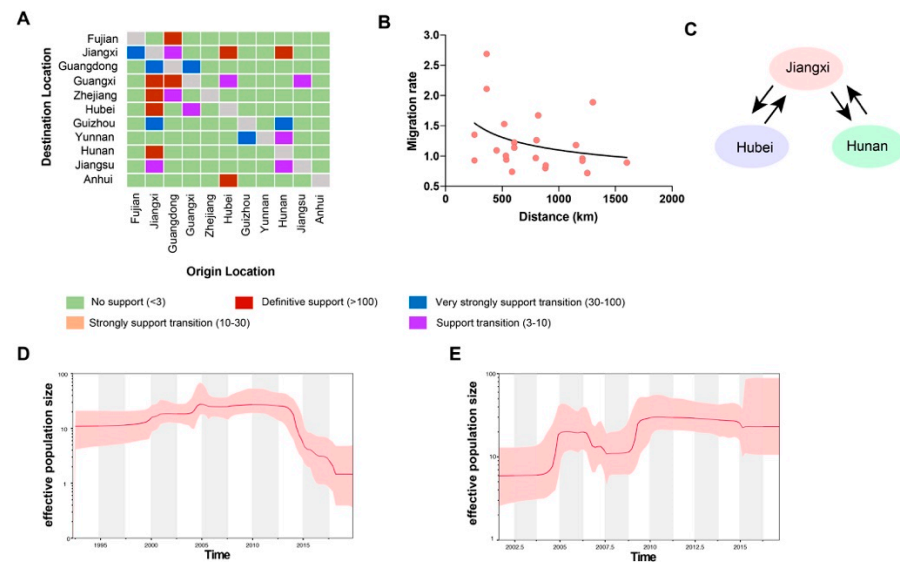 A
Destination Location
Fujian
Jiangxi
Guangdong
Guangxi
Zhejiang
Hubei
Guizhou
Yunnan
Hunan
Jiangsu
Anhui
Fujian
Jiangxi
Guangdong
Guangxi
Zhejiang
Hubei
Guizhou
Yunnan
Hunan
Jiangsu
Anhui
Origin Location
B
Migration rate
3.0
2.5
2.0
1.5
1.0
0.5
0 500 1000 1500 2000
Distance (km)
C
Jiangxi
Hubei
Hunan
No support (<3)
Definitive support (>100)
Very strongly support transition (30-100)
Strongly support transition (10-30)
Support transition (3-10)
D
effective population size
100
10
1
0
1995 2000 2005 2010 2015
Time
E
effective population size
100
10
1
2002.5 2005 2007.5 2010 2012.5 2015
Time